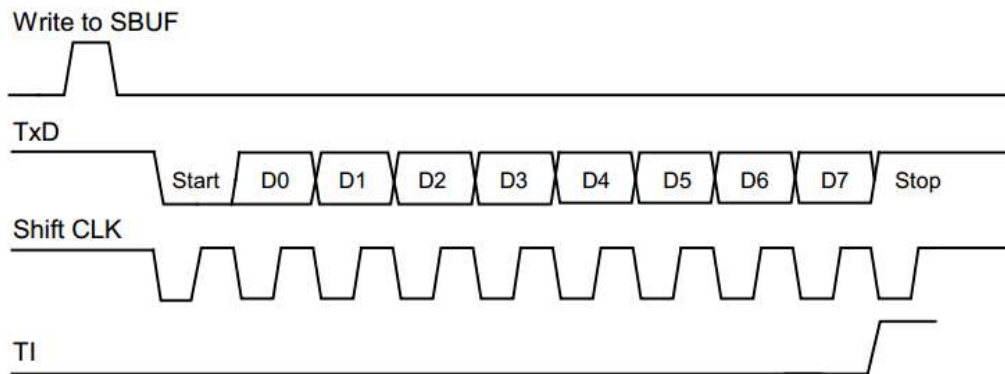 Write to SBUF
TxD
Start D0 D1 D2 D3 D4 D5 D6 D7 Stop
Shift CLK
TI